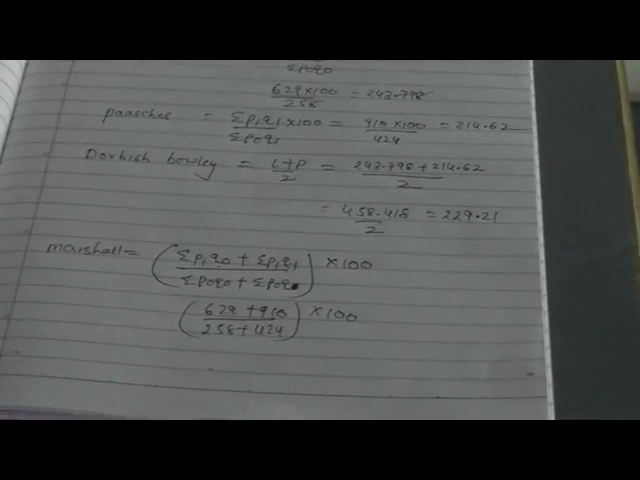 Σp0q0
629×100/258 = 243.798
paasches = Σp1q1×100/Σp0q1 = 910×100/424 = 214.62
Dorbish bowley = L+P/2 = 243.798+214.62/2
= 458.418/2 = 229.21
marshall = (Σp1q0 + Σp1q1/Σp0q0 + Σp0q1) ×100
(629+910/258+424) ×100